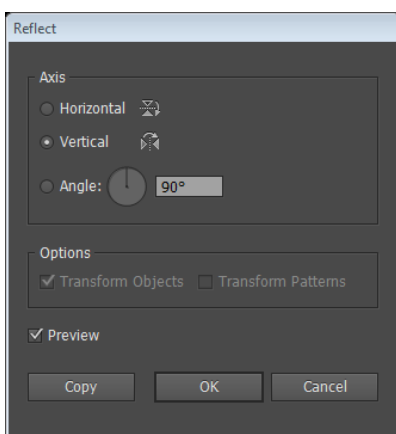 Reflect
Axis
Horizontal
Vertical
Angle: 90°
Options
Transform Objects Transform Patterns
Preview
Copy OK Cancel